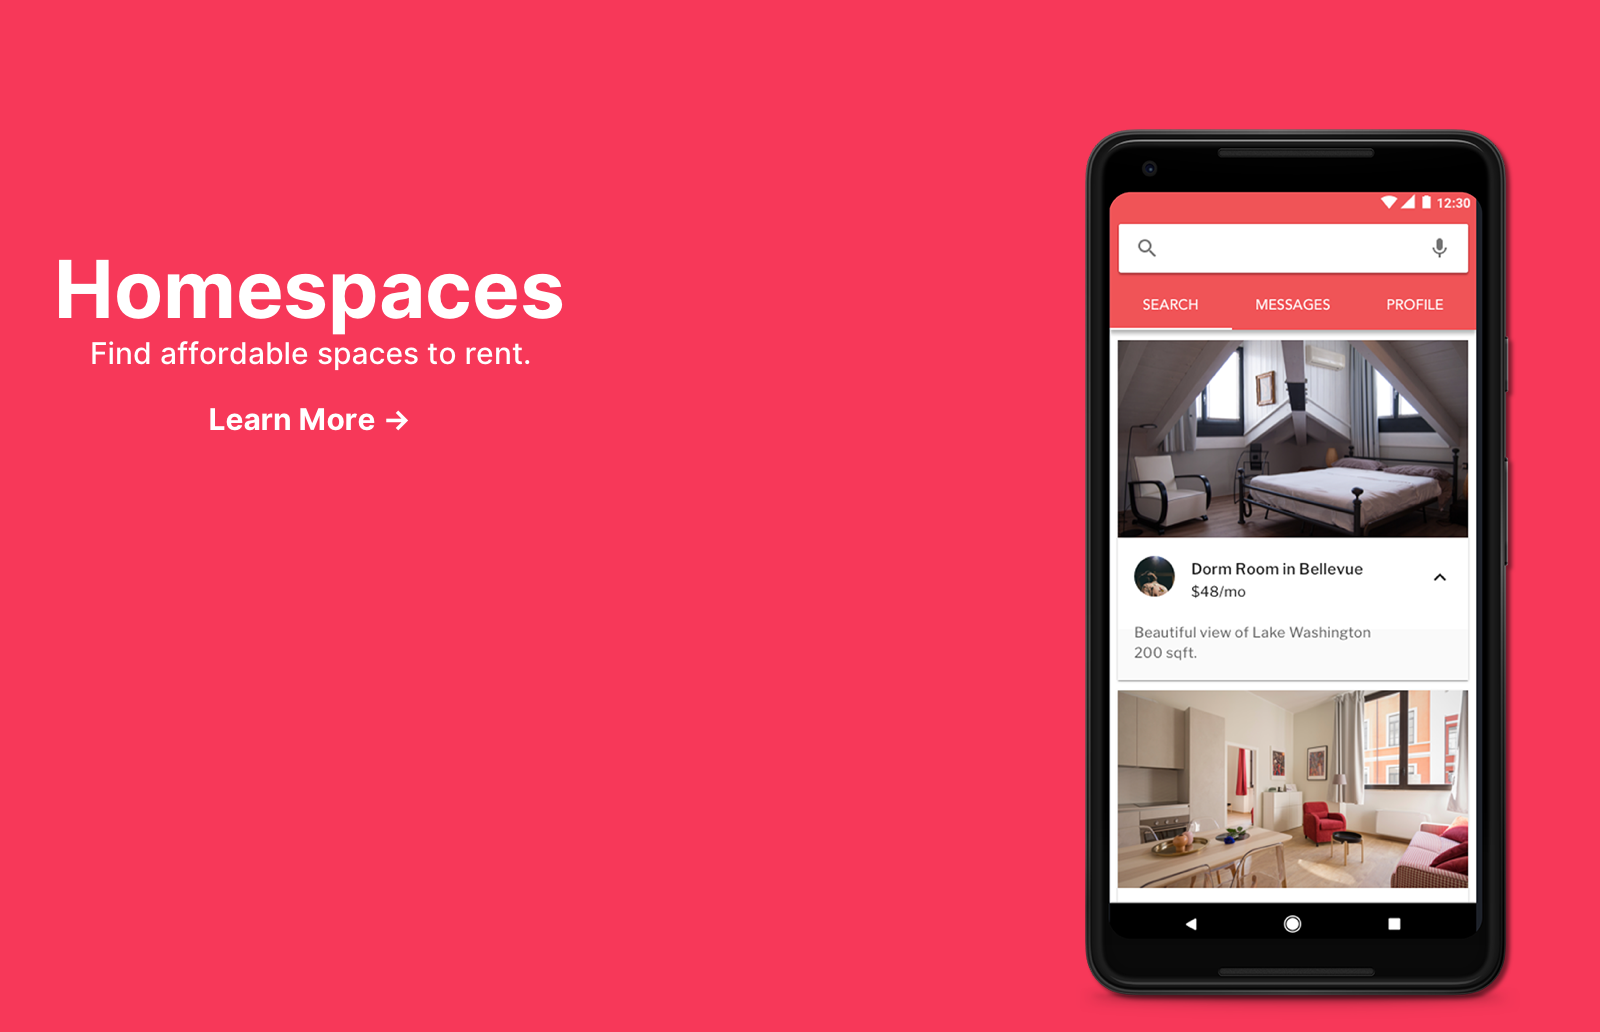 Homespaces
Find affordable spaces to rent.
Learn More →
12:30
SEARCH MESSAGES PROFILE
Dorm Room in Bellevue
$48/mo
Beautiful view of Lake Washington
200 sqft.